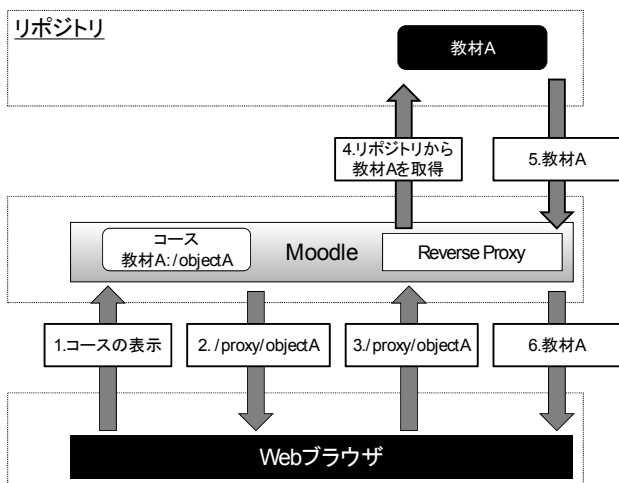 リポジトリ
教材A
4.リポジトリから
教材Aを取得
5.教材A
コース
教材A:/objectA
Moodle
Reverse Proxy
1.コースの表示
2. /proxy/objectA
3./proxy/objectA
6.教材A
Webブラウザ